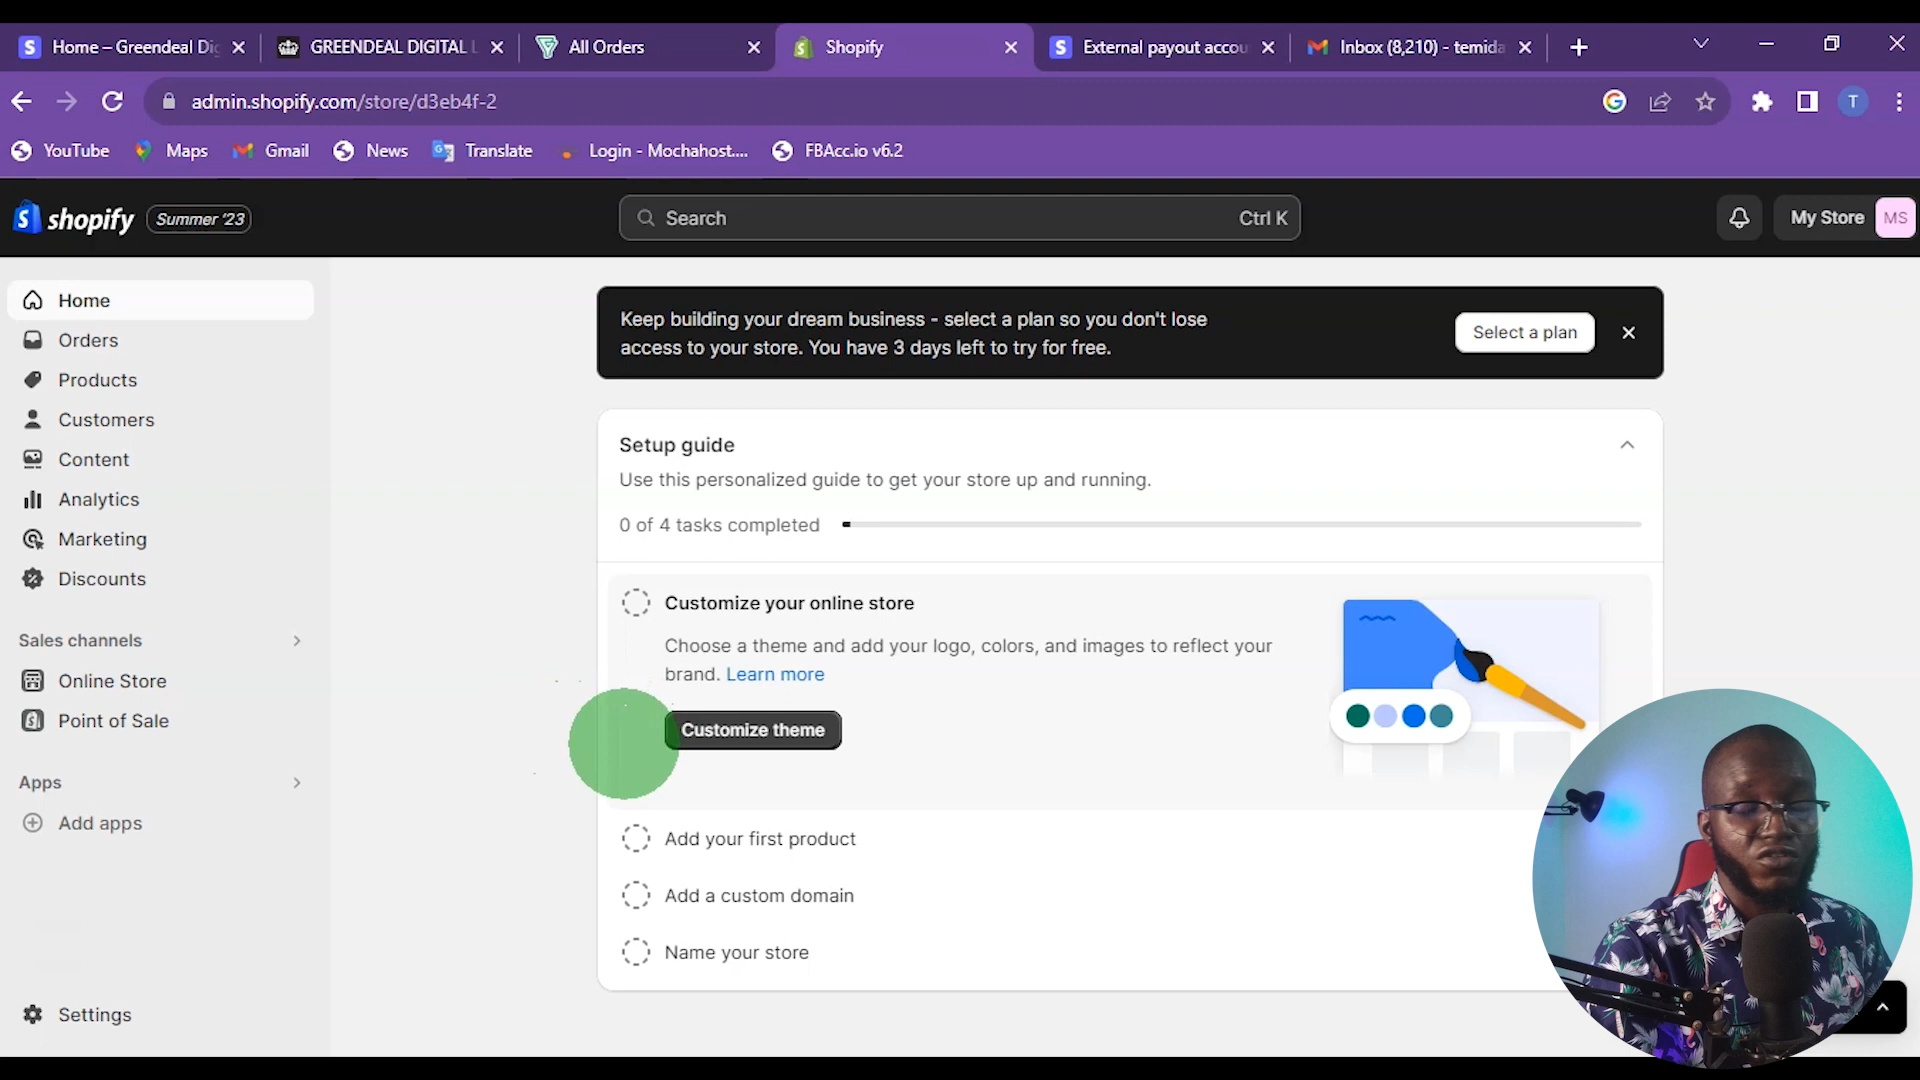 Home – Greendeal Di
GREENDEAL DIGITAL L
All Orders
Shopify
External payout accou
Inbox (8,210) - temida
admin.shopify.com/store/d3eb4f-2
T
YouTube
Maps
Gmail
News
Translate
Login - Mochahost....
FBAcc.io v6.2
shopify
Summer '23
Search
Ctrl K
My Store
MS
Home
Orders
Products
Customers
Content
Analytics
Marketing
Discounts
Sales channels
Online Store
Point of Sale
Apps
Add apps
Settings
Keep building your dream business - select a plan so you don't lose
access to your store. You have 3 days left to try for free.
Select a plan
Setup guide
Use this personalized guide to get your store up and running.
0 of 4 tasks completed
Customize your online store
Choose a theme and add your logo, colors, and images to reflect your
brand. Learn more
Customize theme
Add your first product
Add a custom domain
Name your store